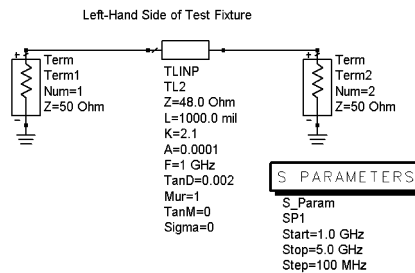 Left-Hand Side of Test Fixture
Term
Term1
Num=1
Z=50 Ohm
TLINP
TL2
Z=48.0 Ohm
L=1000.0 mil
K=2.1
A=0.0001
F=1 GHz
TanD=0.002
Mur=1
TanM=0
Sigma=0
Term
Term2
Num=2
Z=50 Ohm
S PARAMETERS
S_Param
SP1
Start=1.0 GHz
Stop=5.0 GHz
Step=100 MHz